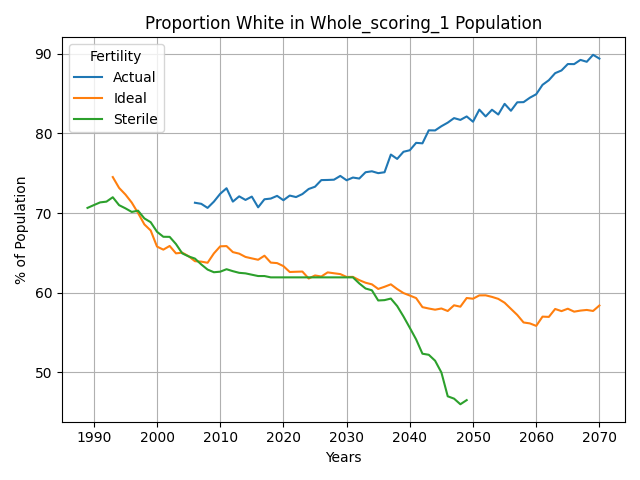 Proportion White in Whole_scoring_1 Population
Fertility
Actual
Ideal
Sterile
% of Population
90
80
70
60
50
1990 2000 2010 2020 2030 2040 2050 2060 2070
Years